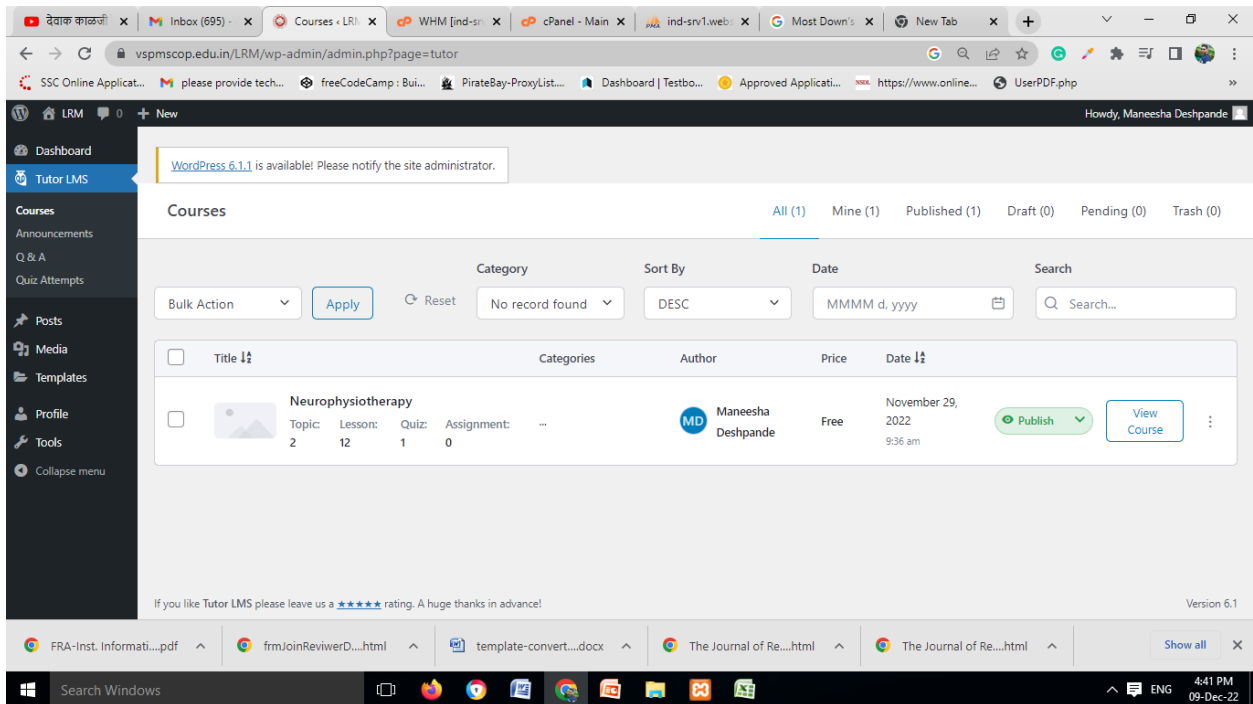 देवाक काळजी
Inbox (695) -
Courses ‹ LRM
WHM [ind-sr
cPanel - Main
ind-srv1.webs
Most Down's
New Tab
vspmscop.edu.in/LRM/wp-admin/admin.php?page=tutor
SSC Online Applicat...
please provide tech...
freeCodeCamp : Bui...
PirateBay-ProxyList....
Dashboard | Testbo...
Approved Applicati...
NSDL
https://www.online...
UserPDF.php
»
LRM
0
+ New
Howdy, Maneesha Deshpande
Dashboard
Tutor LMS
Courses
Announcements
Q & A
Quiz Attempts
Posts
Media
Templates
Profile
Tools
Collapse menu
WordPress 6.1.1 is available! Please notify the site administrator.
Courses
All (1)
Mine (1)
Published (1)
Draft (0)
Pending (0)
Trash (0)
Category
Sort By
Date
Search
Bulk Action
Apply
Reset
No record found
DESC
MMMM d, yyyy
Search...
Title
Categories
Author
Price
Date
Neurophysiotherapy
Topic: Lesson: Quiz: Assignment:
2 12 1 0
...
MD
Maneesha
Deshpande
Free
November 29,
2022
9:36 am
Publish
View
Course
If you like Tutor LMS please leave us a ★★★★★ rating. A huge thanks in advance!
Version 6.1
FRA-Inst. Informati....pdf
frmJoinReviwerD....html
template-convert....docx
The Journal of Re....html
The Journal of Re....html
Show all
Search Windows
ENG
4:41 PM
09-Dec-22